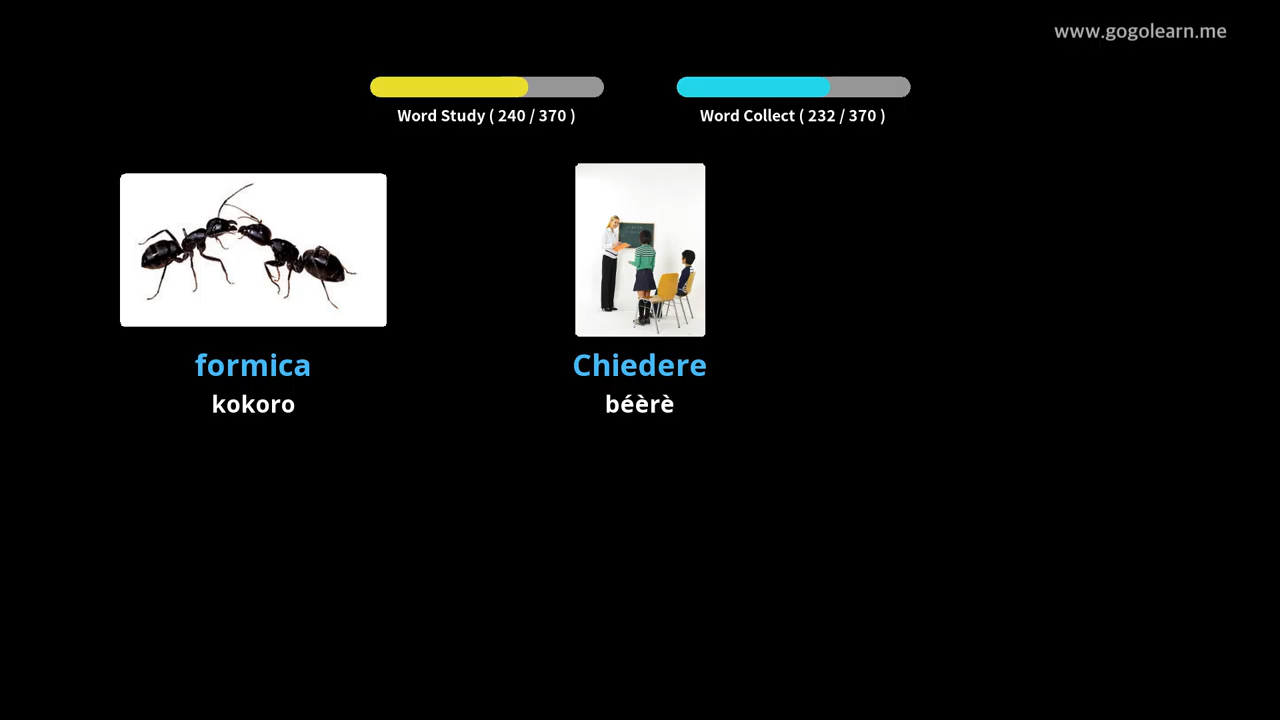 www.gogolearn.me
Word Study ( 240 / 370 )
Word Collect ( 232 / 370 )
formica
kokoro
Chiedere
béèrè